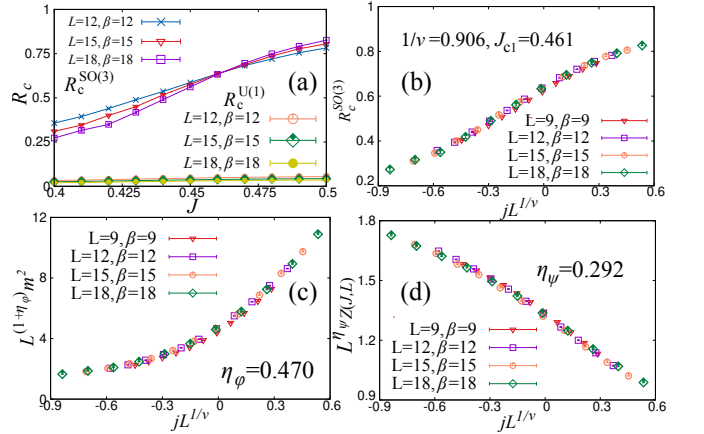 L=12, β=12
L=15, β=15
L=18, β=18
R_c^SO(3)
(a)
R_c^U(1)
L=12, β=12
L=15, β=15
L=18, β=18
R_c
1
0.75
0.5
0.25
0
0.4
0.425
0.45
0.475
0.5
J
1/ν=0.906, J_c1=0.461
(b)
L=9, β=9
L=12, β=12
L=15, β=15
L=18, β=18
R_c^SO(3)
1
0.8
0.6
0.4
0.2
-0.9
-0.6
-0.3
0
0.3
0.6
jL^1/ν
L=9, β=9
L=12, β=12
L=15, β=15
L=18, β=18
(c)
η_φ=0.470
L^(1+η_φ) m^2
12
8
4
0
-0.9
-0.6
-0.3
0
0.3
0.6
jL^1/ν
(d)
η_ψ=0.292
L=9, β=9
L=12, β=12
L=15, β=15
L=18, β=18
L^η_ψ Z(J,L)
1.8
1.5
1.2
0.9
-0.9
-0.6
-0.3
0
0.3
0.6
jL^1/ν